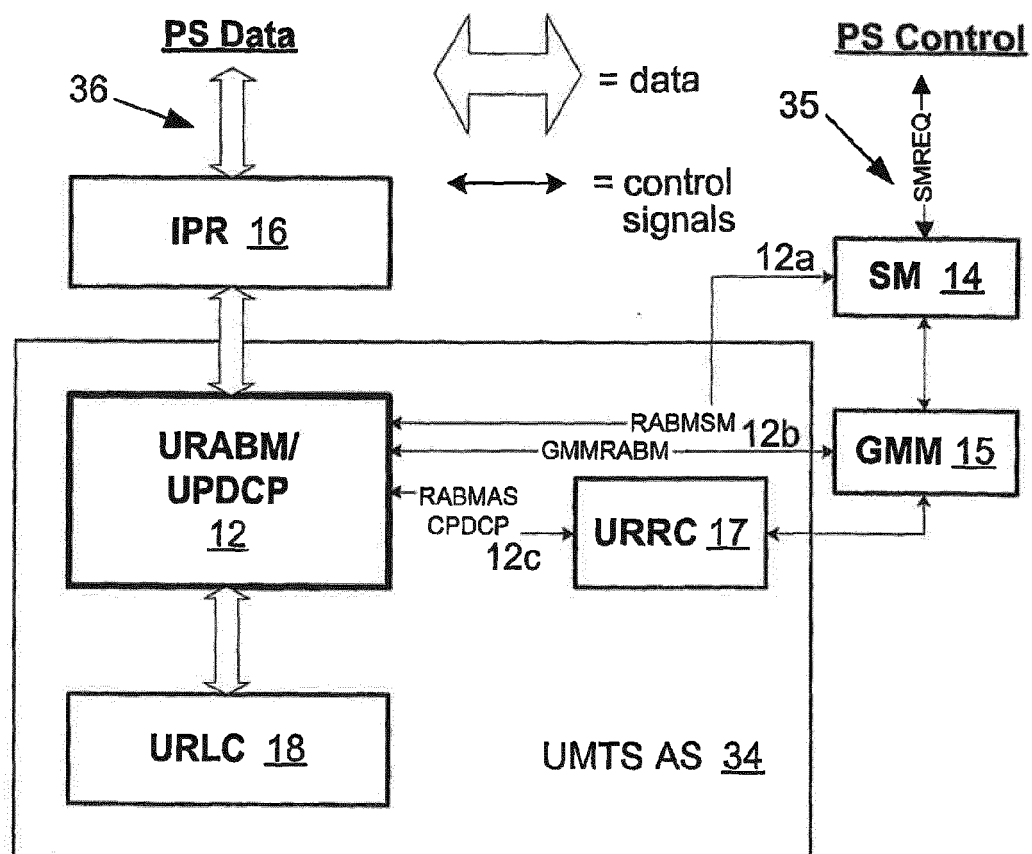 PS Data
PS Control
36
= data
35
SMREQ
= control
signals
IPR 16
12a
SM 14
URABM/
UPDCP
12
RABMSM
GMMRABM
12b
GMM 15
RABMAS
CPDCP
12c
URRC 17
URLC 18
UMTS AS 34